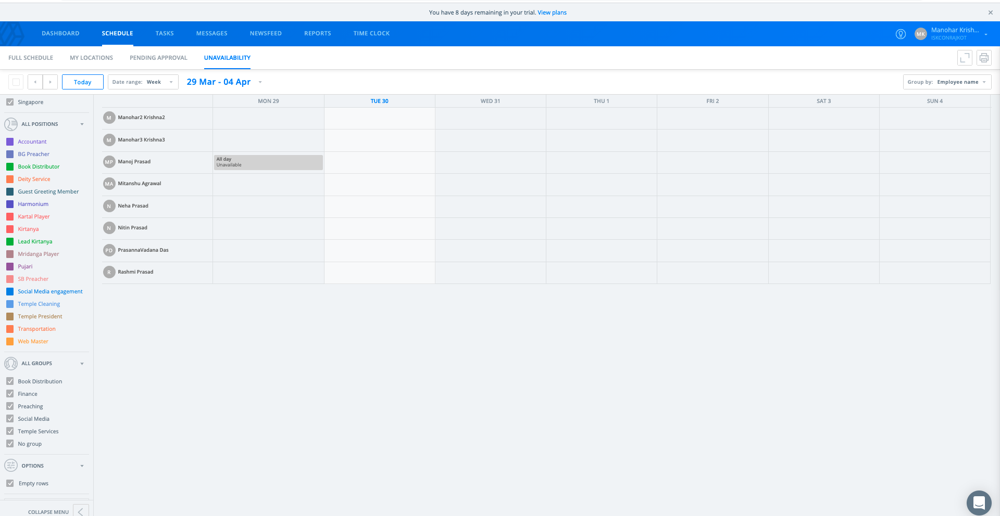 You have 8 days remaining in your trial. View plans
DASHBOARD SCHEDULE TASKS MESSAGES NEWSFEED REPORTS TIME CLOCK
MK
Manohar Krish...
ISKCONRAJKOT
FULL SCHEDULE MY LOCATIONS PENDING APPROVAL UNAVAILABILITY
Today
Date range: Week
29 Mar - 04 Apr
Group by: Employee name
Singapore
ALL POSITIONS
Accountant
BG Preacher
Book Distributor
Deity Service
Guest Greeting Member
Harmonium
Kartal Player
Kirtanya
Lead Kirtanya
Mridanga Player
Pujari
SB Preacher
Social Media engagement
Temple Cleaning
Temple President
Transportation
Web Master
ALL GROUPS
Book Distribution
Finance
Preaching
Social Media
Temple Services
No group
OPTIONS
Empty rows
COLLAPSE MENU
MON 29 TUE 30 WED 31 THU 1 FRI 2 SAT 3 SUN 4
M Manohar2 Krishna2
M Manohar3 Krishna3
MP Manoj Prasad
All day
Unavailable
MA Mitanshu Agrawal
N Neha Prasad
N Nitin Prasad
PD PrasannaVadana Das
R Rashmi Prasad